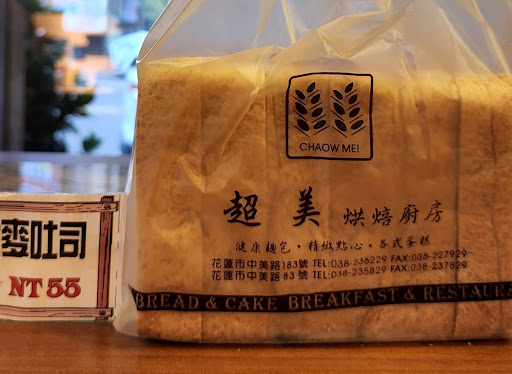 麥吐司
NT 55
CHAOW MEI
超美 烘焙廚房
健康麵包・精緻點心・各式蛋糕
花蓮市中美路183號 TEL:038-236229 FAX:038-227929
花蓮市中美路 83 號 TEL:038-235829 FAX:038-237829
BREAD & CAKE BREAKFAST & RESTAURA